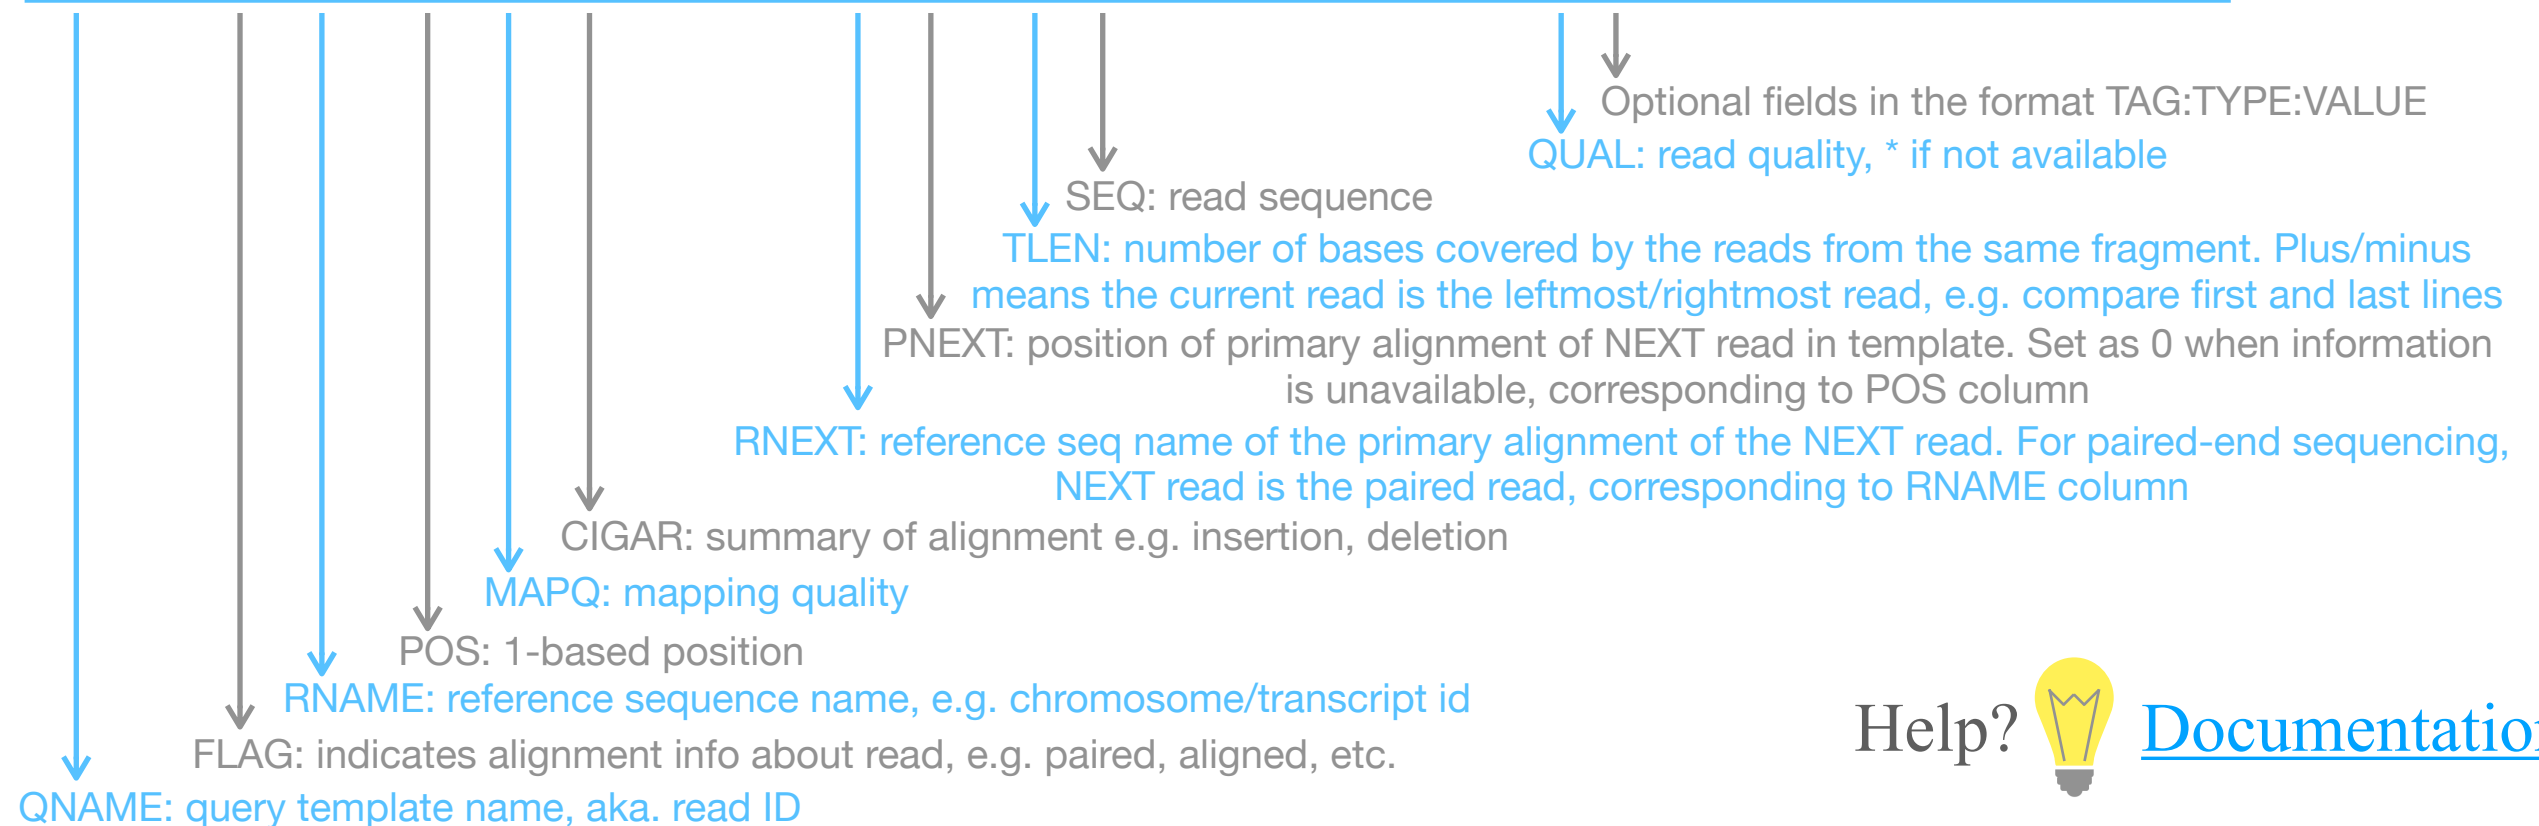 Optional fields in the format TAG:TYPE:VALUE
QUAL: read quality, * if not available
SEQ: read sequence
TLEN: number of bases covered by the reads from the same fragment. Plus/minus
means the current read is the leftmost/rightmost read, e.g. compare first and last lines
PNEXT: position of primary alignment of NEXT read in template. Set as 0 when information
is unavailable, corresponding to POS column
RNEXT: reference seq name of the primary alignment of the NEXT read. For paired-end sequencing,
NEXT read is the paired read, corresponding to RNAME column
CIGAR: summary of alignment e.g. insertion, deletion
MAPQ: mapping quality
POS: 1-based position
RNAME: reference sequence name, e.g. chromosome/transcript id
FLAG: indicates alignment info about read, e.g. paired, aligned, etc.
QNAME: query template name, aka. read ID
Help? Documentation